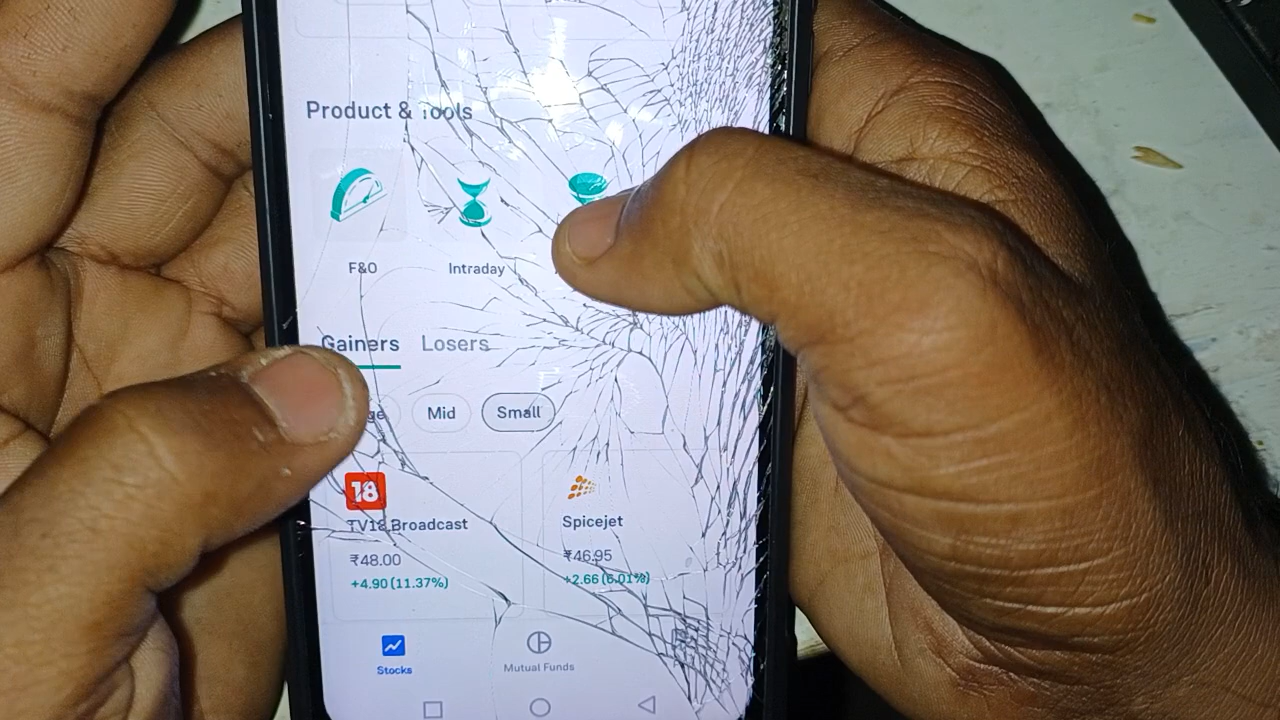 Product & Tools
F&O
Intraday
Gainers Losers
Mid Small
18
TV18 Broadcast
Spicejet
₹48.00
₹46.95
+4.90 (11.37%)
+2.66 (6.01%)
Stocks
Mutual Funds